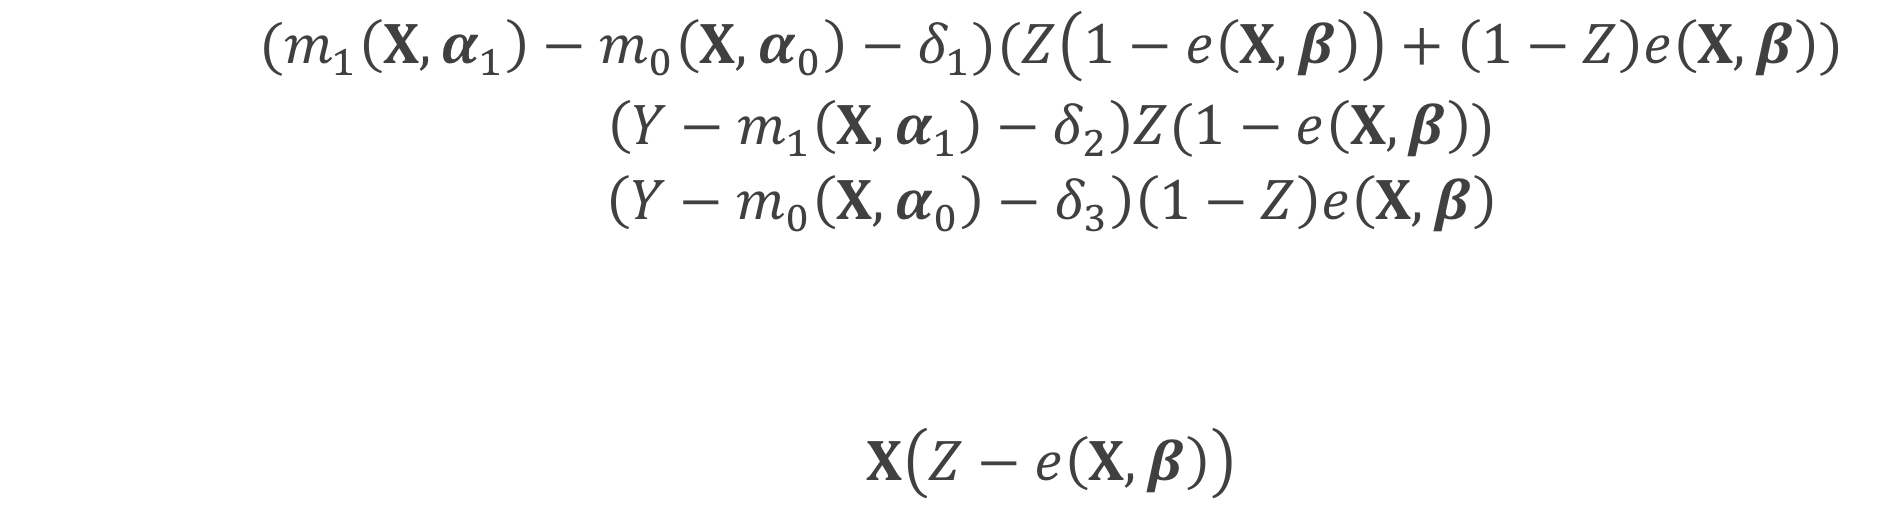 (m₁(𝐗, 𝜶₁) − m₀(𝐗, 𝜶₀) − δ₁)(Z(1 − e(𝐗, 𝜷)) + (1 − Z)e(𝐗, 𝜷))
(Y − m₁(𝐗, 𝜶₁) − δ₂)Z(1 − e(𝐗, 𝜷))
(Y − m₀(𝐗, 𝜶₀) − δ₃)(1 − Z)e(𝐗, 𝜷)
𝐗(Z − e(𝐗, 𝜷))